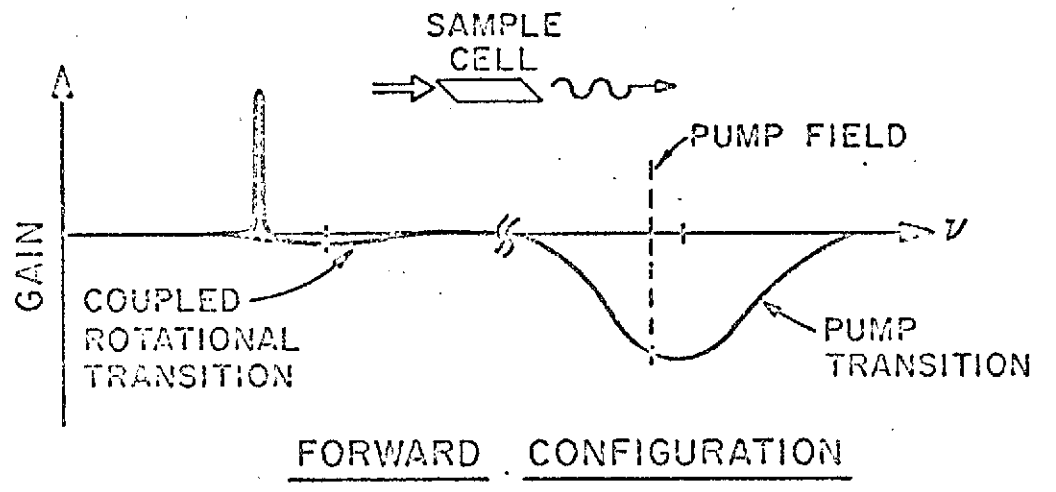 SAMPLE
CELL
PUMP FIELD
GAIN
ν
COUPLED
ROTATIONAL
TRANSITION
PUMP
TRANSITION
FORWARD CONFIGURATION